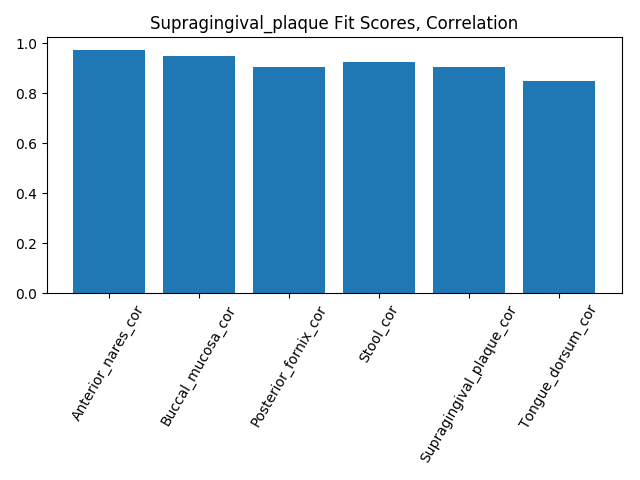 Supragingival_plaque Fit Scores, Correlation
1.0
0.8
0.6
0.4
0.2
0.0
Anterior_nares_cor
Buccal_mucosa_cor
Posterior_fornix_cor
Stool_cor
Supragingival_plaque_cor
Tongue_dorsum_cor